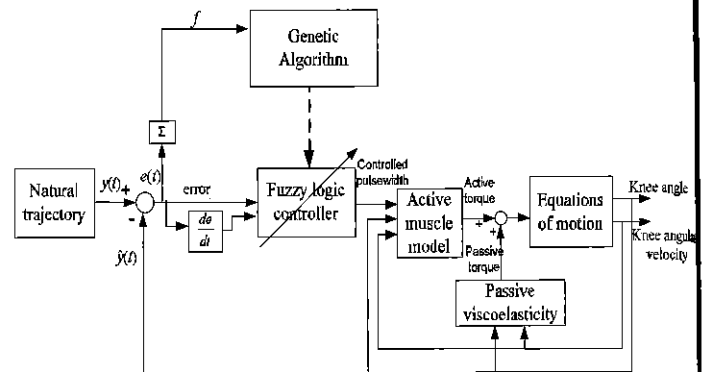 f
Genetic
Algorithm
Σ
Natural
trajectory
y(t)
+
-
e(t)
error
de
dt
ŷ(t)
Fuzzy logic
controller
Controlled
pulsewidth
Active
muscle
model
Active
torque
+
+
Passive
torque
Equations
of motion
Knee angle
Knee angular
velocity
Passive
viscoelasticity